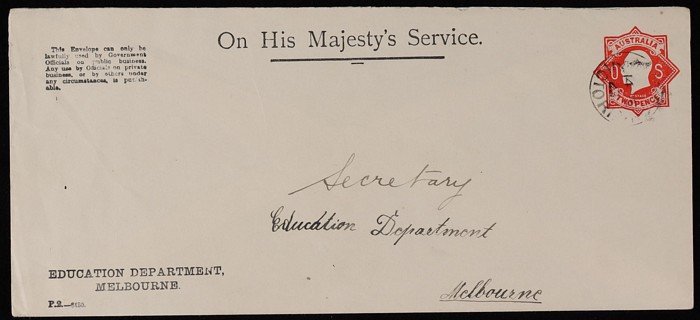 This Envelope can only be
lawfully used by Government
Officials on public business.
Any use by Officials on private
business, or by others under
any circumstances, is punish-
able.
On His Majesty's Service.
AUSTRALIA
O S
POSTAGE
TWO PENCE
Secretary
Education Department
Melbourne
EDUCATION DEPARTMENT,
MELBOURNE.